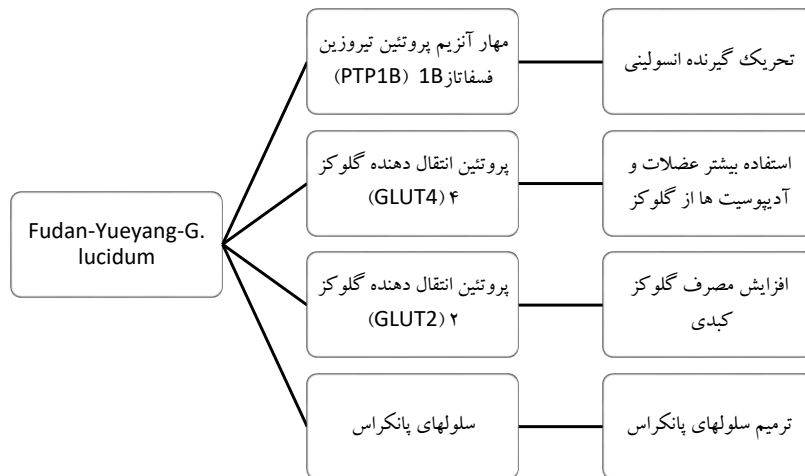 Fudan-Yueyang-G.
lucidum
مهار آنزیم پروتئین تیروزین
فسفاتاز1B (PTP1B)
تحریک گیرنده انسولینی
پروتئین انتقال دهنده گلوکز
۴ (GLUT4)
استفاده بیشتر عضلات و
آدیپوسیت ها از گلوکز
پروتئین انتقال دهنده گلوکز
۲ (GLUT2)
افزایش مصرف گلوکز
کبدی
سلولهای پانکراس
ترمیم سلولهای پانکراس